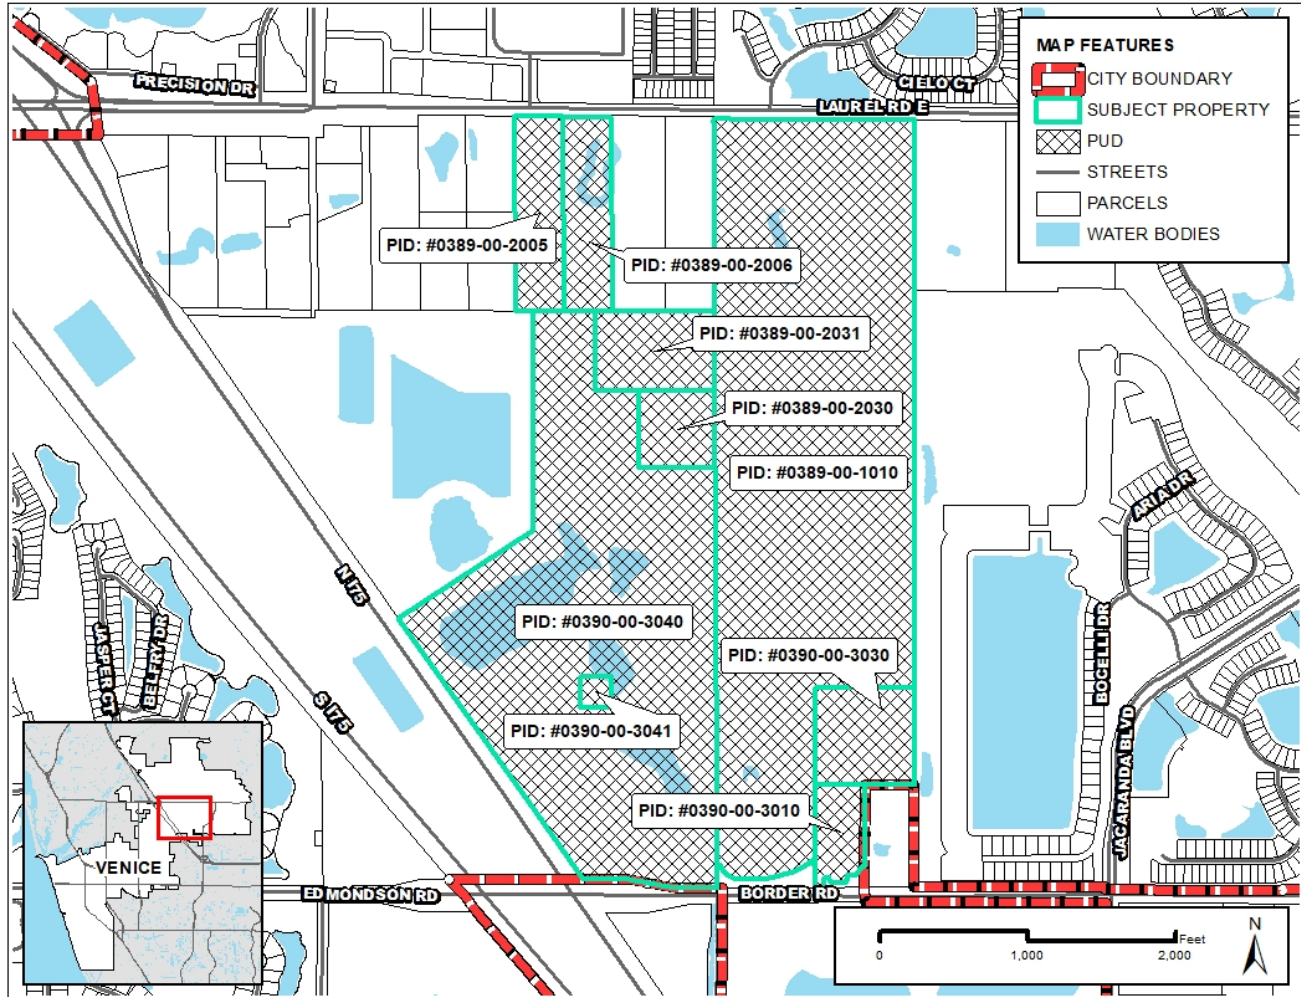 PRECISION DR
CIELO CT
LAUREL RD E
MAP FEATURES
CITY BOUNDARY
SUBJECT PROPERTY
PUD
STREETS
PARCELS
WATER BODIES
PID: #0389-00-2005
PID: #0389-00-2006
PID: #0389-00-2031
PID: #0389-00-2030
PID: #0389-00-1010
ARIA DR
N I75
PID: #0390-00-3040
JASPER CT
BELFRY DR
BOCELLI DR
PID: #0390-00-3030
S I75
PID: #0390-00-3041
JACARANDA BLVD
PID: #0390-00-3010
VENICE
EDMONDSON RD
BORDER RD
N
Feet
0
1,000
2,000